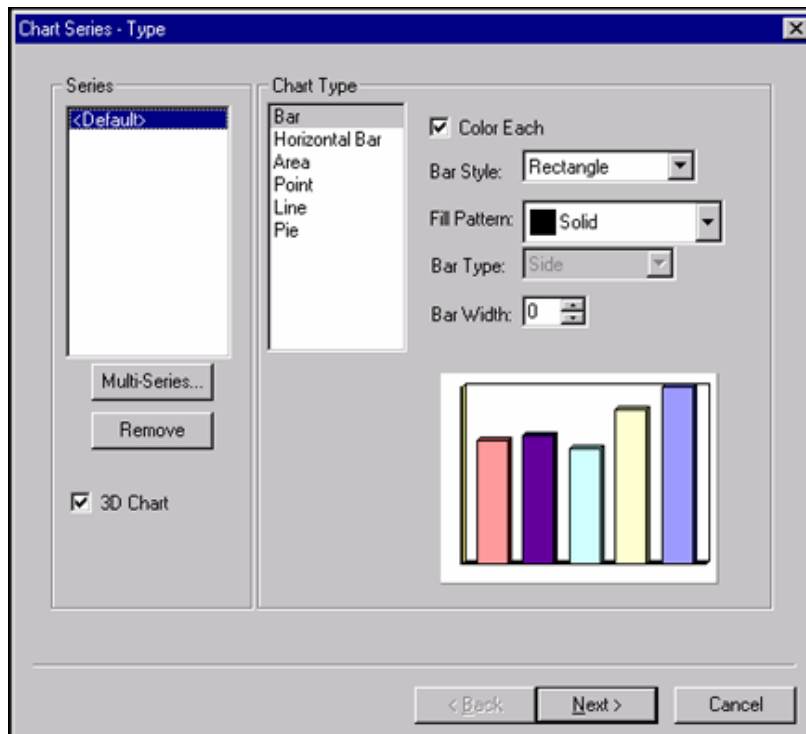 Chart Series - Type
Series
<Default>
Multi-Series...
Remove
3D Chart
Chart Type
Bar
Horizontal Bar
Area
Point
Line
Pie
Color Each
Bar Style: Rectangle
Fill Pattern: Solid
Bar Type: Side
Bar Width: 0
< Back
Next >
Cancel